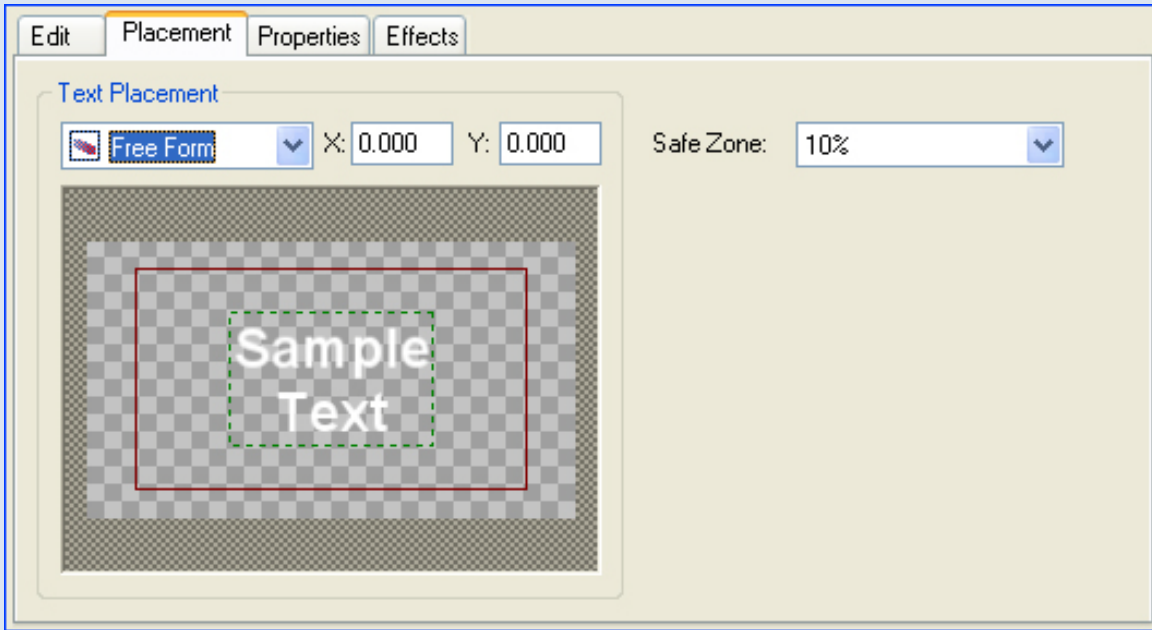 Edit Placement Properties Effects
Text Placement
Free Form X: 0.000 Y: 0.000 Safe Zone: 10%
Sample
Text